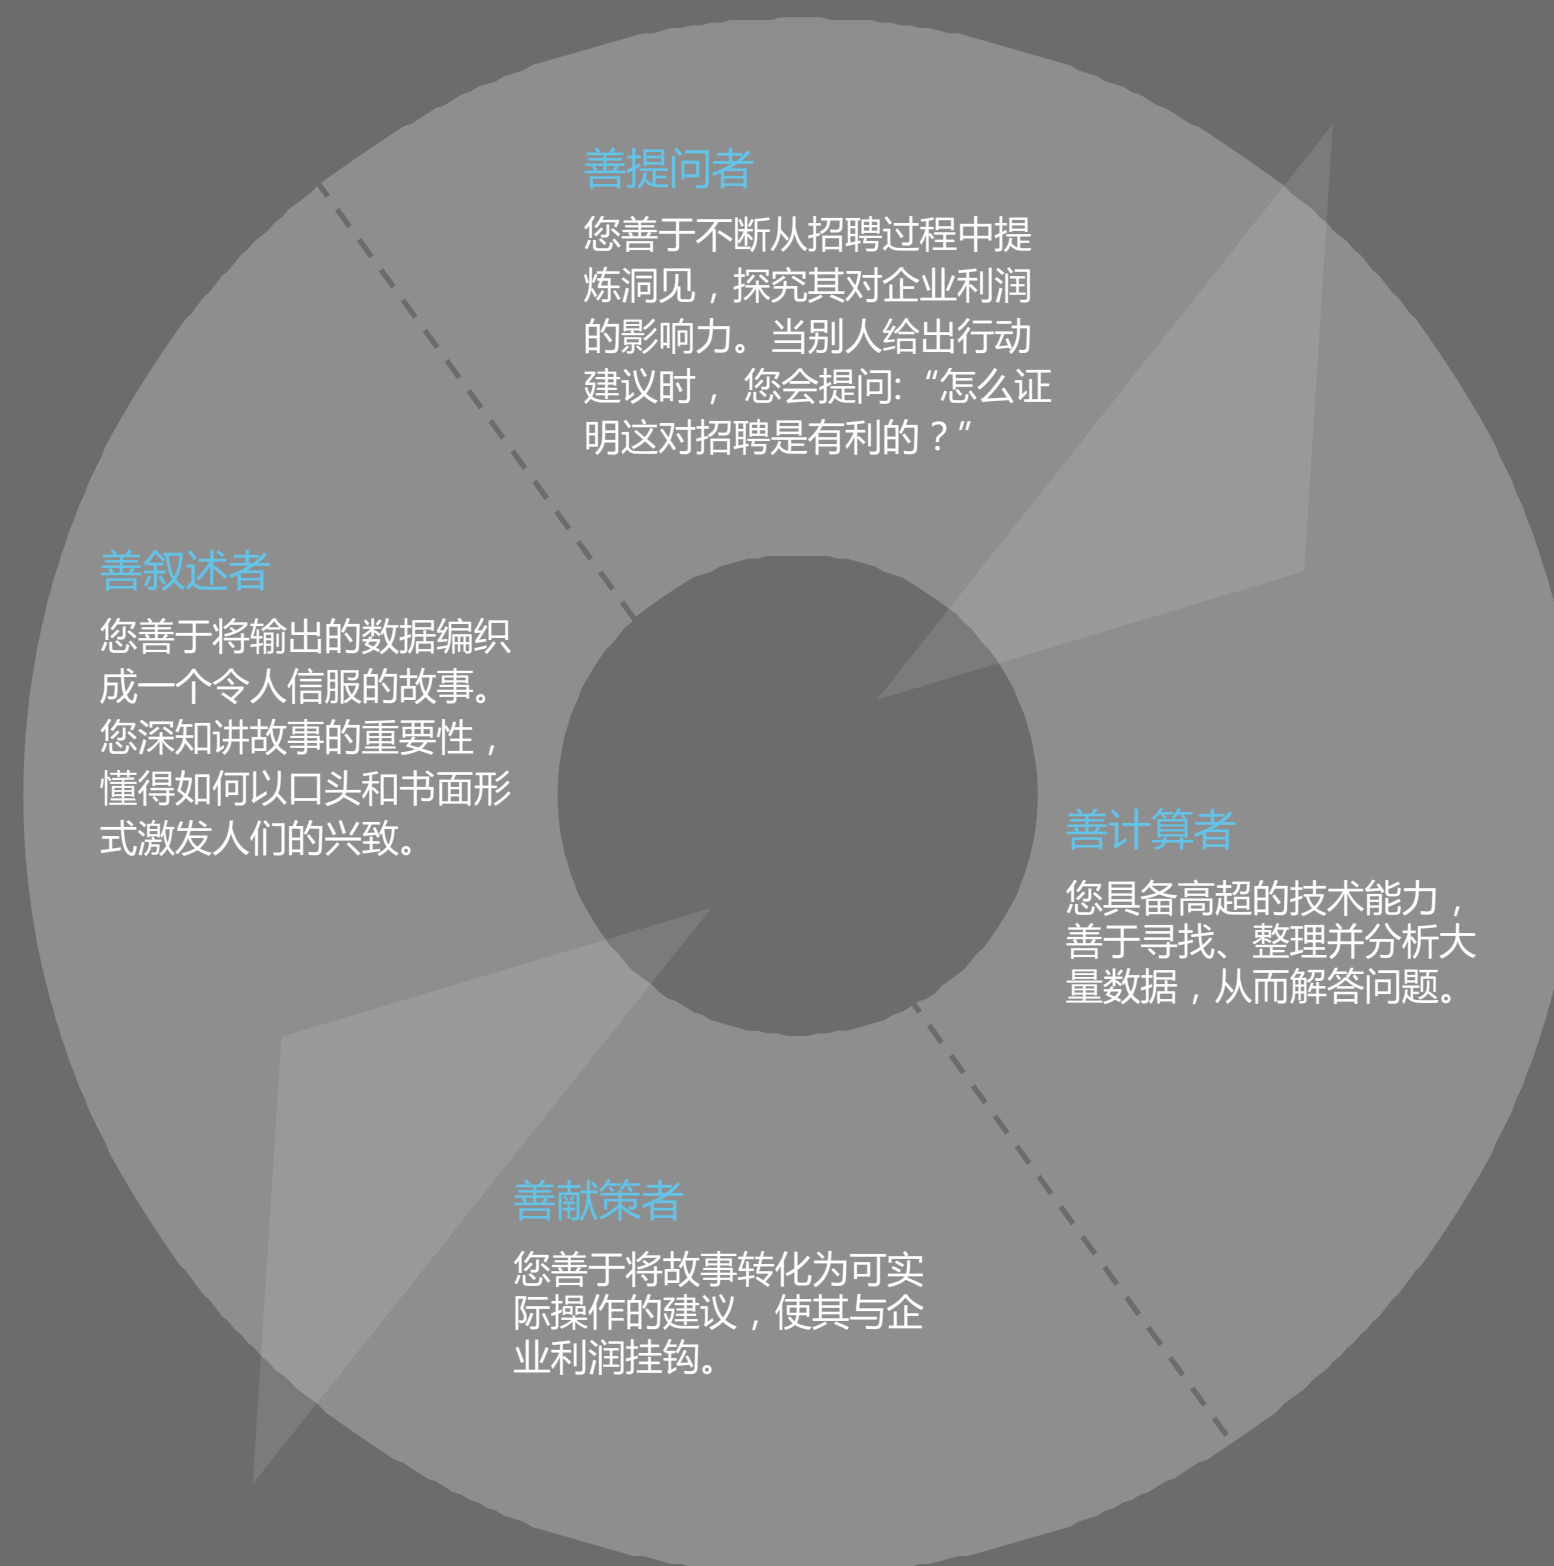 善提问者
您善于不断从招聘过程中提
炼洞见，探究其对企业利润
的影响力。当别人给出行动
建议时， 您会提问:“怎么证
明这对招聘是有利的？”
善叙述者
您善于将输出的数据编织
成一个令人信服的故事。
您深知讲故事的重要性，
懂得如何以口头和书面形
式激发人们的兴致。
善计算者
您具备高超的技术能力，
善于寻找、整理并分析大
量数据，从而解答问题。
善献策者
您善于将故事转化为可实
际操作的建议，使其与企
业利润挂钩。